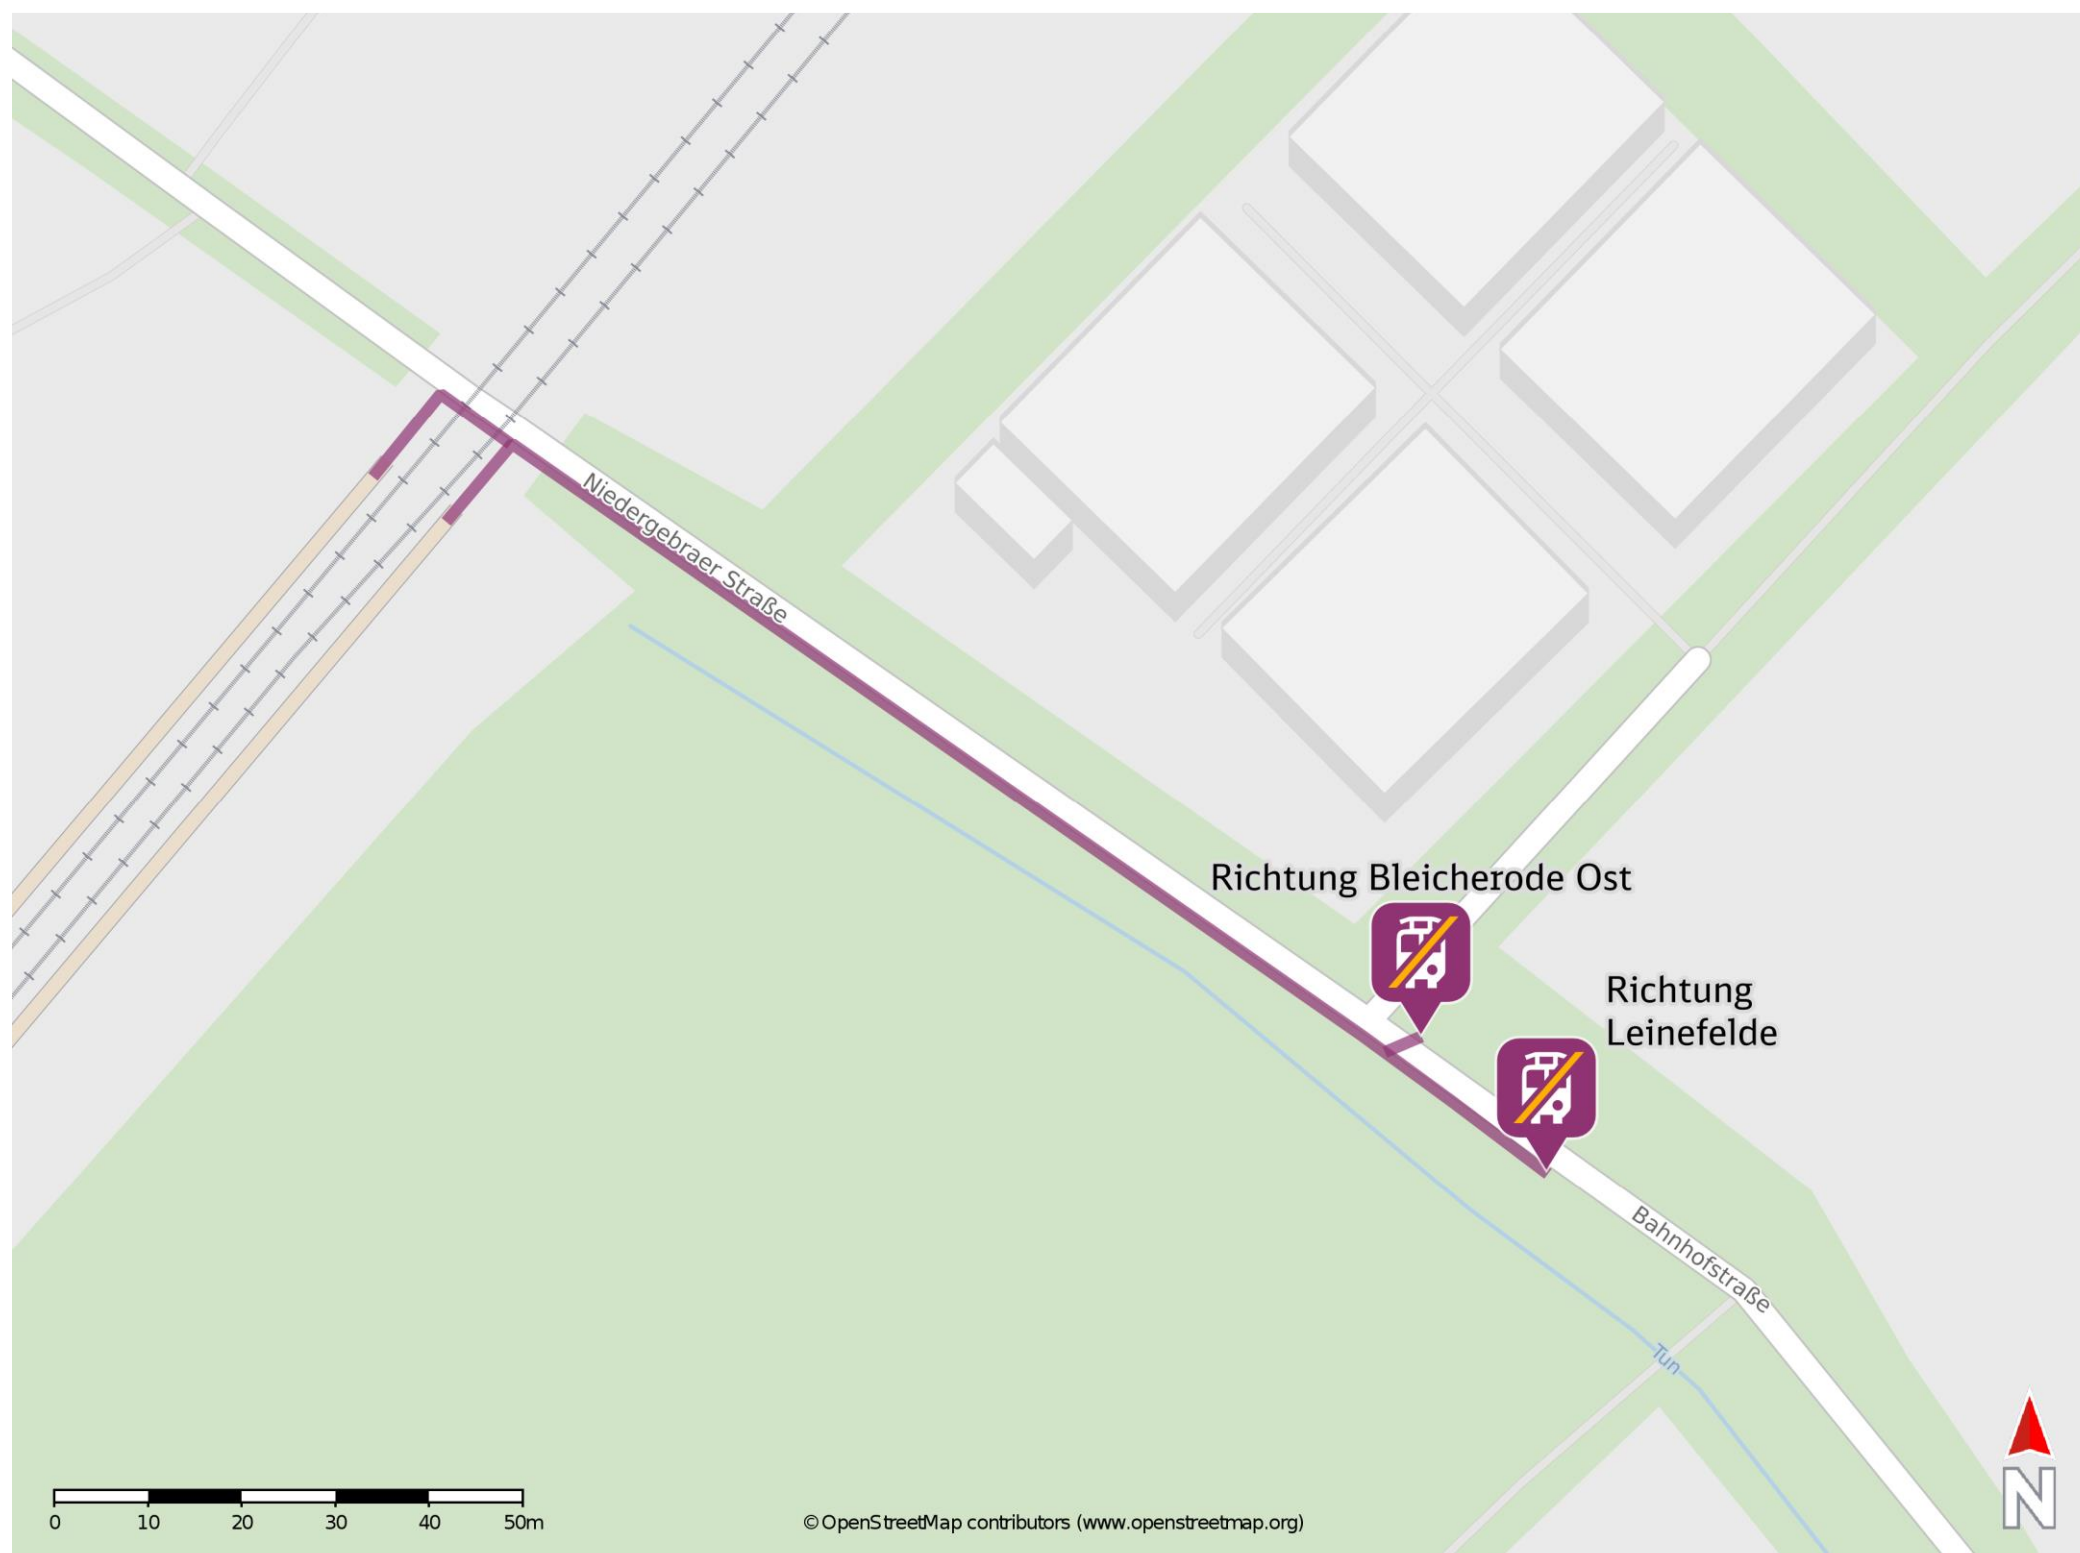 Niedergebraer Straße
Richtung Bleicherode Ost
Richtung
Leinefelde
Bahnhofstraße
Tun
N
0 10 20 30 40 50m
© OpenStreetMap contributors (www.openstreetmap.org)